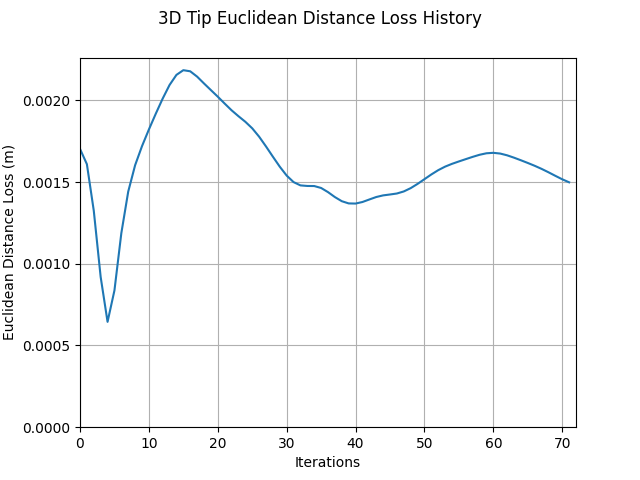 3D Tip Euclidean Distance Loss History
Euclidean Distance Loss (m)
0.0020
0.0015
0.0010
0.0005
0.0000
0 10 20 30 40 50 60 70
Iterations